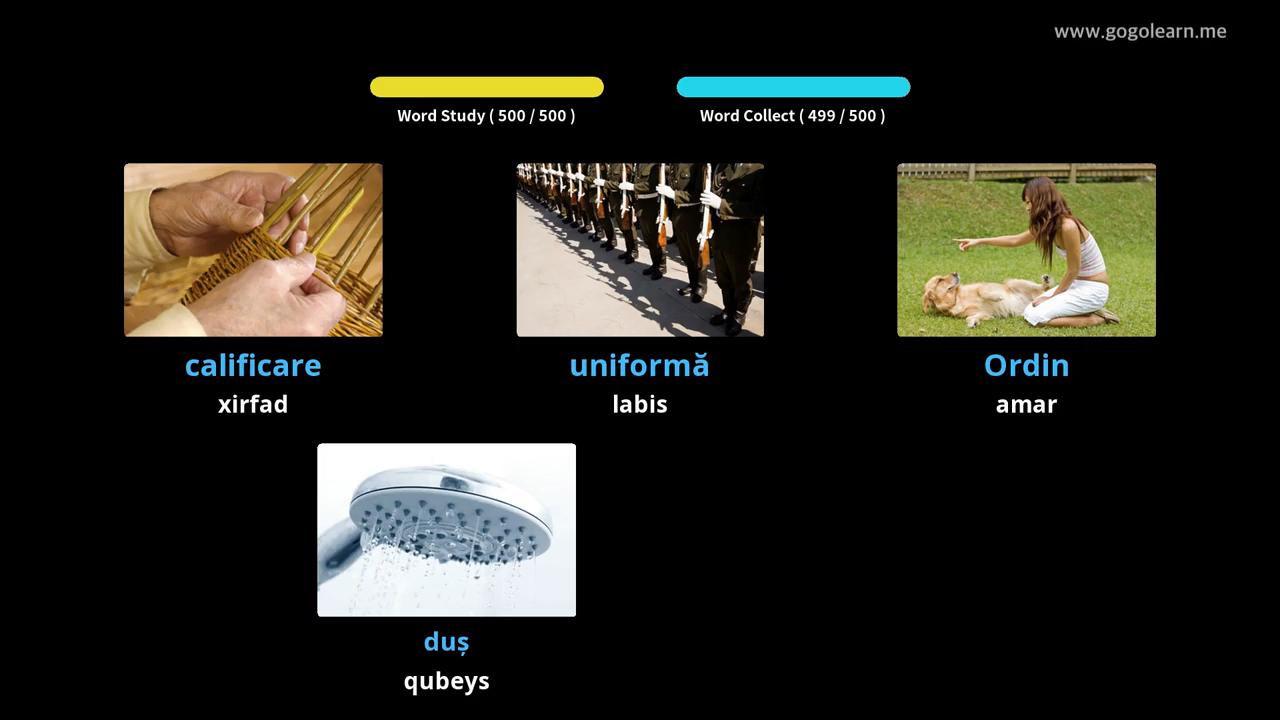 www.gogolearn.me
Word Study ( 500 / 500 )
Word Collect ( 499 / 500 )
calificare
xirfad
uniformă
labis
Ordin
amar
duș
qubeys